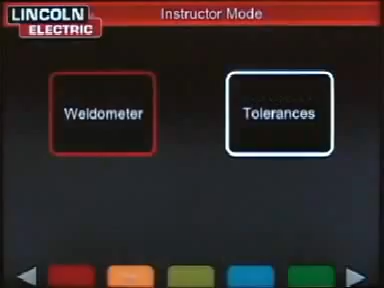 LINCOLN
ELECTRIC
Instructor Mode
Weldometer
Tolerances